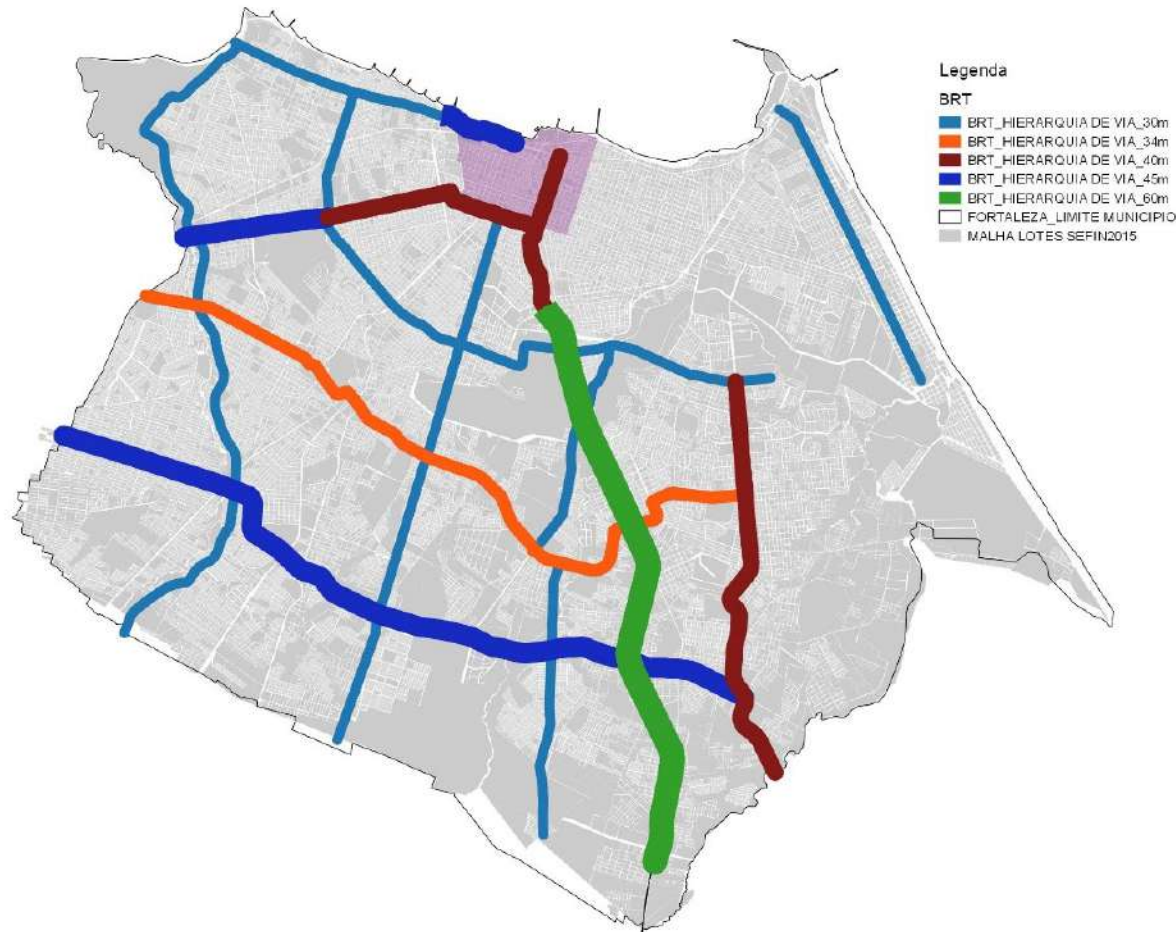 Legenda
BRT
BRT_HIERARQUIA DE VIA_30m
BRT_HIERARQUIA DE VIA_34m
BRT_HIERARQUIA DE VIA_40m
BRT_HIERARQUIA DE VIA_45m
BRT_HIERARQUIA DE VIA_60m
FORTALEZA_LIMITE MUNICIPIO
MALHA LOTES SEFIN2015